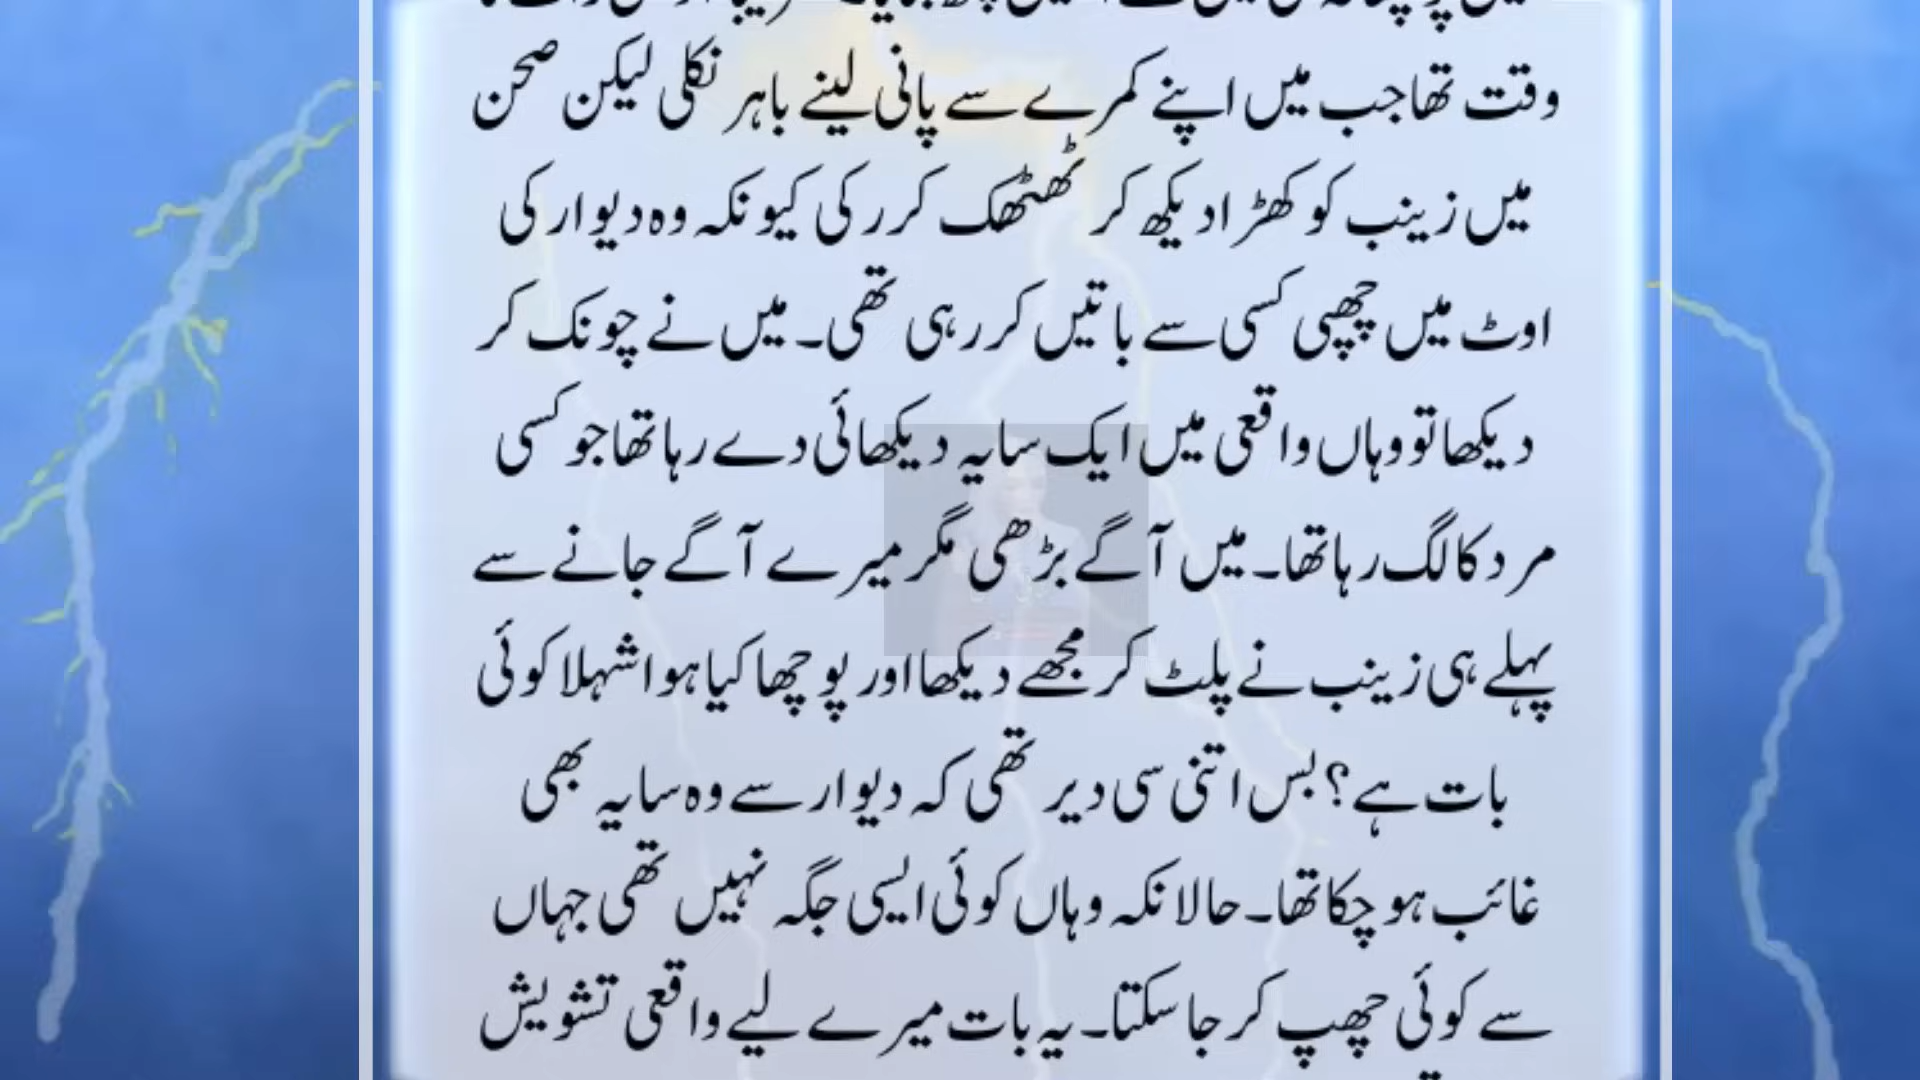 وقت تھا جب میں اپنے کمرے سے پانی لینے باہر نکلی لیکن صحن
میں زینب کو کھڑا دیکھ کر ٹھٹھک کر رکی کیونکہ وہ دیوار کی
اوٹ میں چھپی کسی سے باتیں کر رہی تھی۔ میں نے چونک کر
دیکھا تو وہاں واقعی میں ایک سایہ دیکھائی دے رہا تھا جو کسی
مرد کا لگ رہا تھا۔ میں آگے بڑھی مگر میرے آگے جانے سے
پہلے ہی زینب نے پلٹ کر مجھے دیکھا اور پوچھا کیا ہوا شہلا کوئی
بات ہے؟ بس اتنی سی دیر تھی کہ دیوار سے وہ سایہ بھی
غائب ہو چکا تھا۔ حالانکہ وہاں کوئی ایسی جگہ نہیں تھی جہاں
سے کوئی چھپ کر جا سکتا۔ یہ بات میرے لیے واقعی تشویش